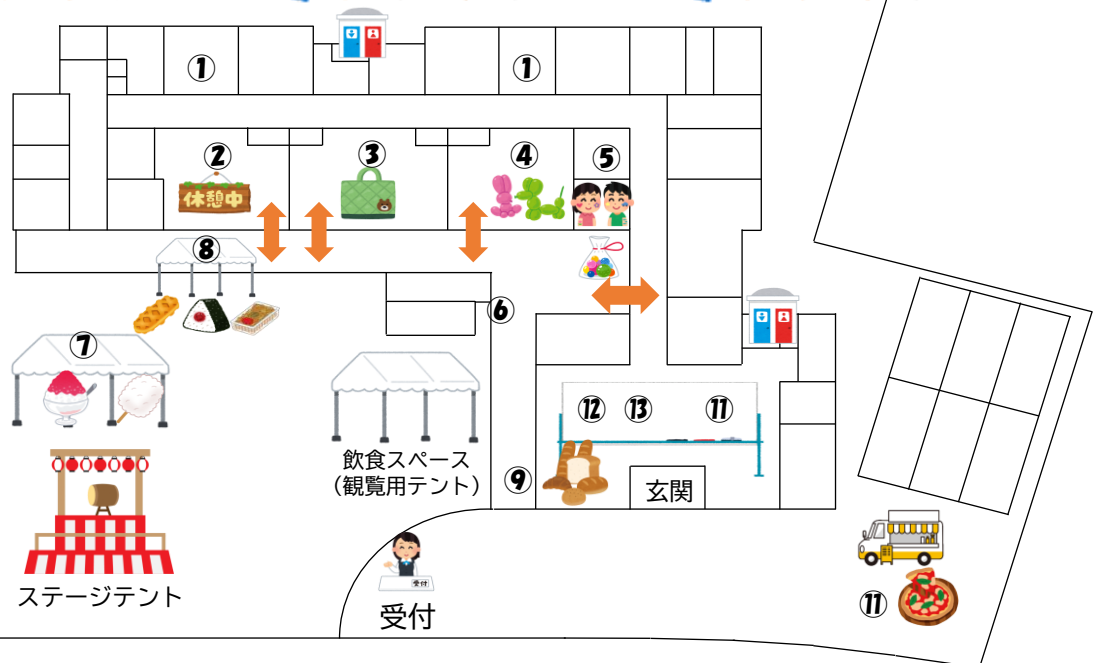 ①
①
②
③
④
⑤
休憩中
⑧
⑥
⑦
⑫
⑬
⑪
飲食スペース
（観覧用テント）
⑨
玄関
受付
ステージテント
受付
⑪